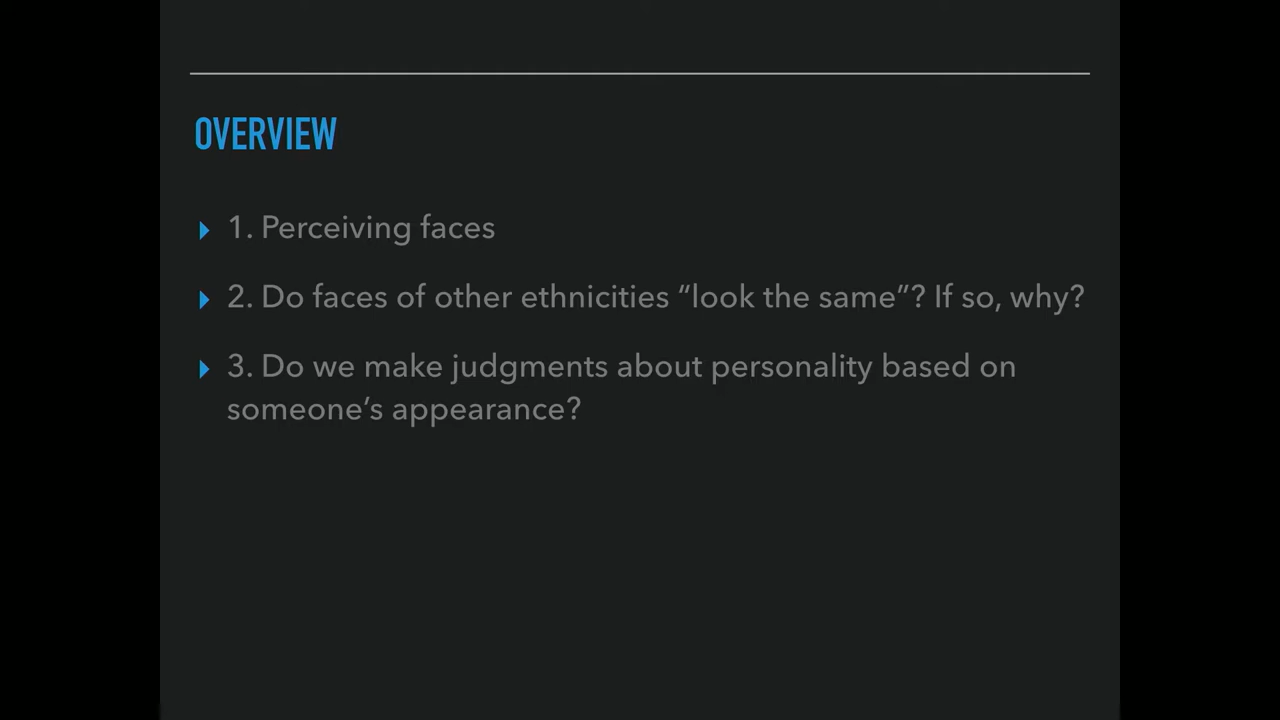 OVERVIEW
1. Perceiving faces
2. Do faces of other ethnicities “look the same”? If so, why?
3. Do we make judgments about personality based on
someone’s appearance?